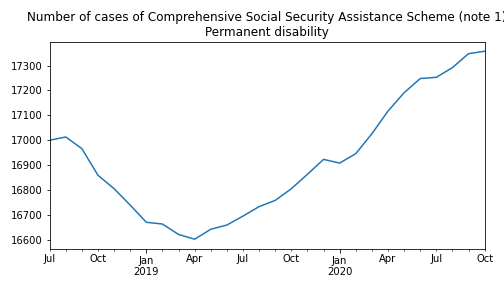 Number of cases of Comprehensive Social Security Assistance Scheme (note 1)
Permanent disability
17300
17200
17100
17000
16900
16800
16700
16600
Jul
Oct
Jan
2019
Apr
Jul
Oct
Jan
2020
Apr
Jul
Oct